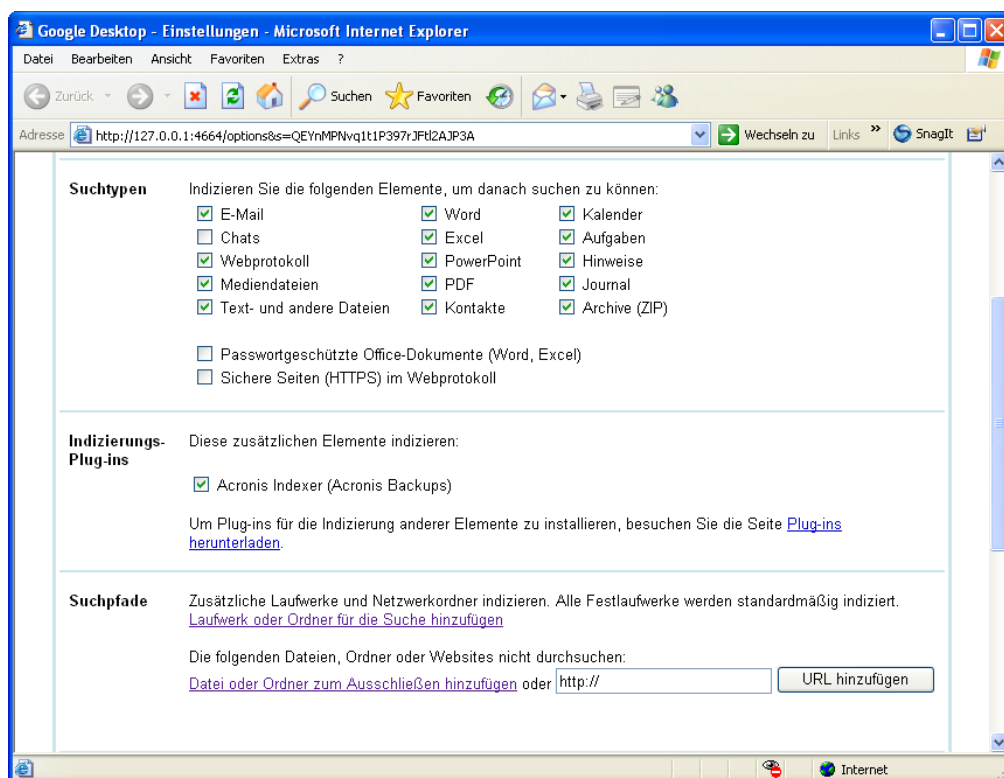 Google Desktop - Einstellungen - Microsoft Internet Explorer
Datei Bearbeiten Ansicht Favoriten Extras ?
Zurück Suchen Favoriten
Adresse http://127.0.0.1:4664/options&s=QEYnMPNvq1t1P397rJFtl2AJP3A Wechseln zu Links » SnagIt
Suchtypen Indizieren Sie die folgenden Elemente, um danach suchen zu können:
E-Mail Word Kalender
Chats Excel Aufgaben
Webprotokoll PowerPoint Hinweise
Mediendateien PDF Journal
Text- und andere Dateien Kontakte Archive (ZIP)
Passwortgeschützte Office-Dokumente (Word, Excel)
Sichere Seiten (HTTPS) im Webprotokoll
Indizierungs- Diese zusätzlichen Elemente indizieren:
Plug-ins
Acronis Indexer (Acronis Backups)
Um Plug-ins für die Indizierung anderer Elemente zu installieren, besuchen Sie die Seite Plug-ins
herunterladen.
Suchpfade Zusätzliche Laufwerke und Netzwerkordner indizieren. Alle Festlaufwerke werden standardmäßig indiziert.
Laufwerk oder Ordner für die Suche hinzufügen
Die folgenden Dateien, Ordner oder Websites nicht durchsuchen:
Datei oder Ordner zum Ausschließen hinzufügen oder http:// URL hinzufügen
Internet